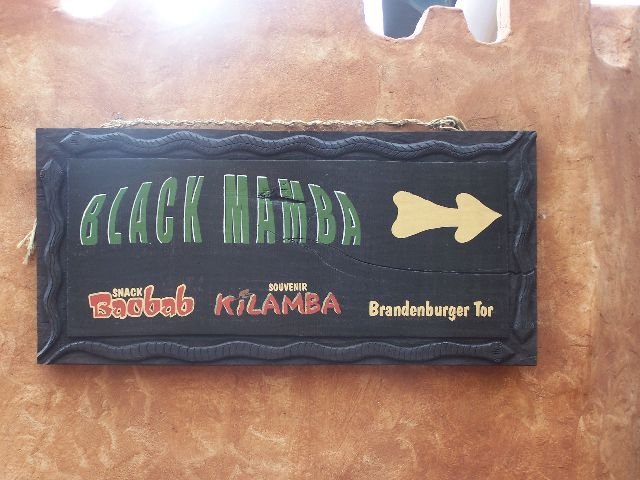 BLACK MAMBA
SNACK
Baobab
SOUVENIR
KiLAMBA
Brandenburger Tor